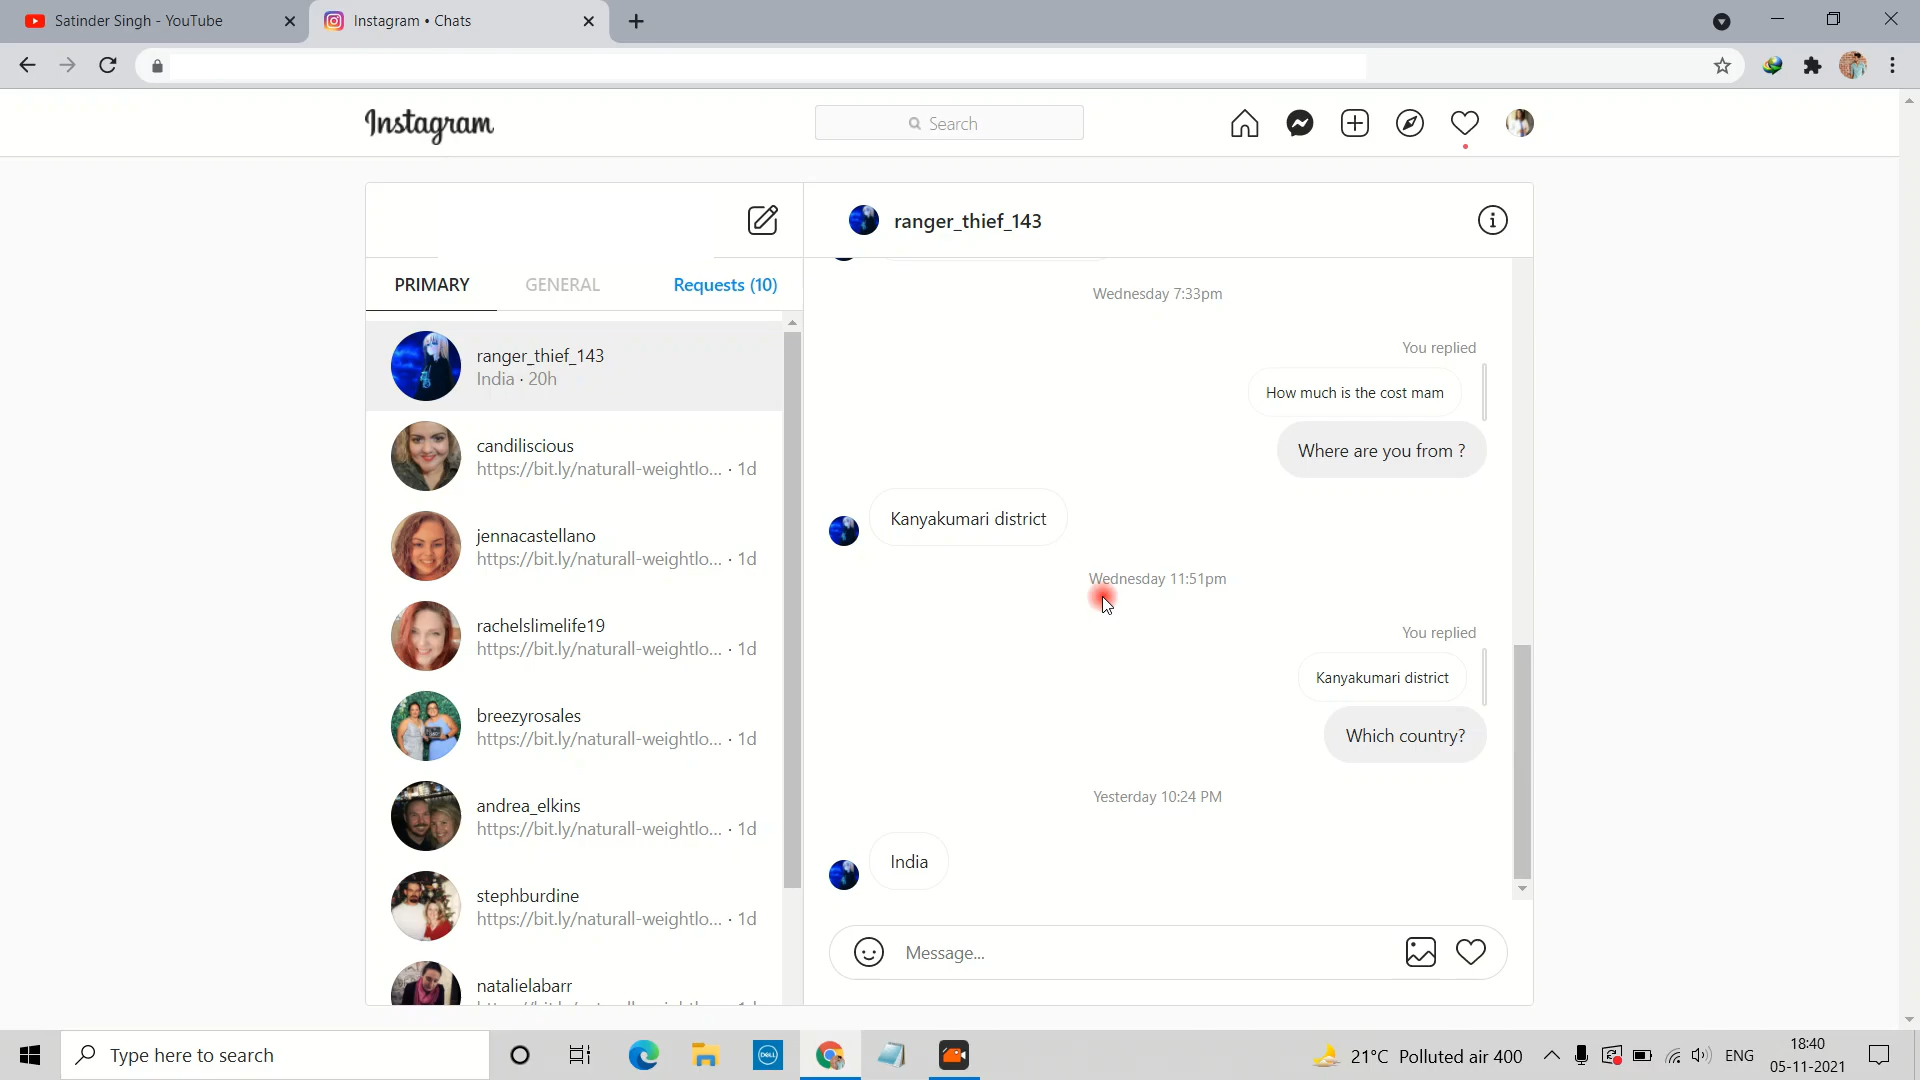 Satinder Singh - YouTube
Instagram • Chats
Instagram
Search
ranger_thief_143
PRIMARY
GENERAL
Requests (10)
ranger_thief_143
India · 20h
candiliscious
https://bit.ly/naturall-weightlo... · 1d
jennacastellano
https://bit.ly/naturall-weightlo... · 1d
rachelslimelife19
https://bit.ly/naturall-weightlo... · 1d
breezyrosales
https://bit.ly/naturall-weightlo... · 1d
andrea_elkins
https://bit.ly/naturall-weightlo... · 1d
stephburdine
https://bit.ly/naturall-weightlo... · 1d
natalielabarr
Wednesday 7:33pm
You replied
How much is the cost mam
Where are you from ?
Kanyakumari district
Wednesday 11:51pm
You replied
Kanyakumari district
Which country?
Yesterday 10:24 PM
India
Message...
Type here to search
DELL
21°C Polluted air 400
ENG
18:40
05-11-2021